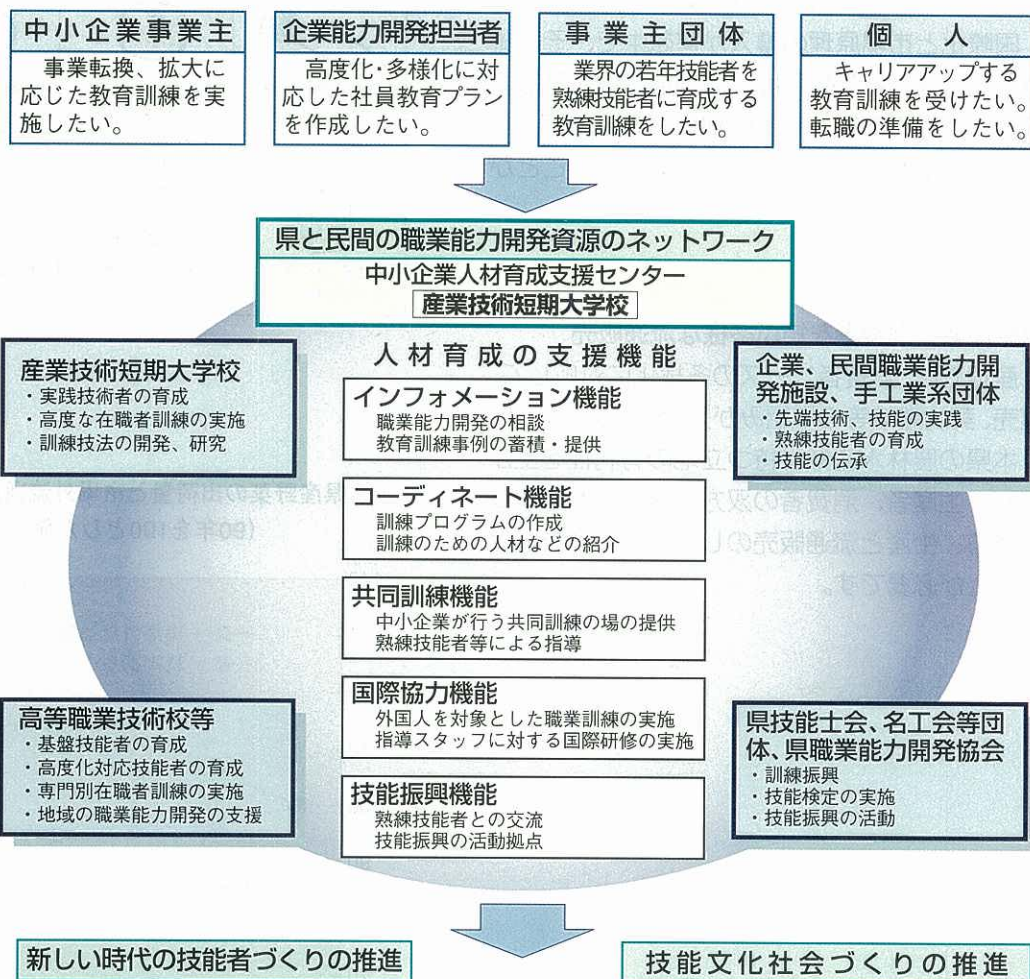 中小企業事業主
事業転換、拡大に
応じた教育訓練を実
施したい。
企業能力開発担当者
高度化・多様化に対
応した社員教育プラン
を作成したい。
事業主団体
業界の若年技能者を
熟練技能者に育成する
教育訓練をしたい。
個人
キャリアアップする
教育訓練を受けたい。
転職の準備をしたい。
県と民間の職業能力開発資源のネットワーク
中小企業人材育成支援センター
産業技術短期大学校
人材育成の支援機能
産業技術短期大学校
・実践技術者の育成
・高度な在職者訓練の実施
・訓練技法の開発、研究
インフォメーション機能
職業能力開発の相談
教育訓練事例の蓄積・提供
コーディネート機能
訓練プログラムの作成
訓練のための人材などの紹介
共同訓練機能
中小企業が行う共同訓練の場の提供
熟練技能者等による指導
国際協力機能
外国人を対象とした職業訓練の実施
指導スタッフに対する国際研修の実施
技能振興機能
熟練技能者との交流
技能振興の活動拠点
企業、民間職業能力開
発施設、手工業系団体
・先端技術、技能の実践
・熟練技能者の育成
・技能の伝承
高等職業技術校等
・基盤技能者の育成
・高度化対応技能者の育成
・専門別在職者訓練の実施
・地域の職業能力開発の支援
県技能士会、名工会等団
体、県職業能力開発協会
・訓練振興
・技能検定の実施
・技能振興の活動
新しい時代の技能者づくりの推進
技能文化社会づくりの推進